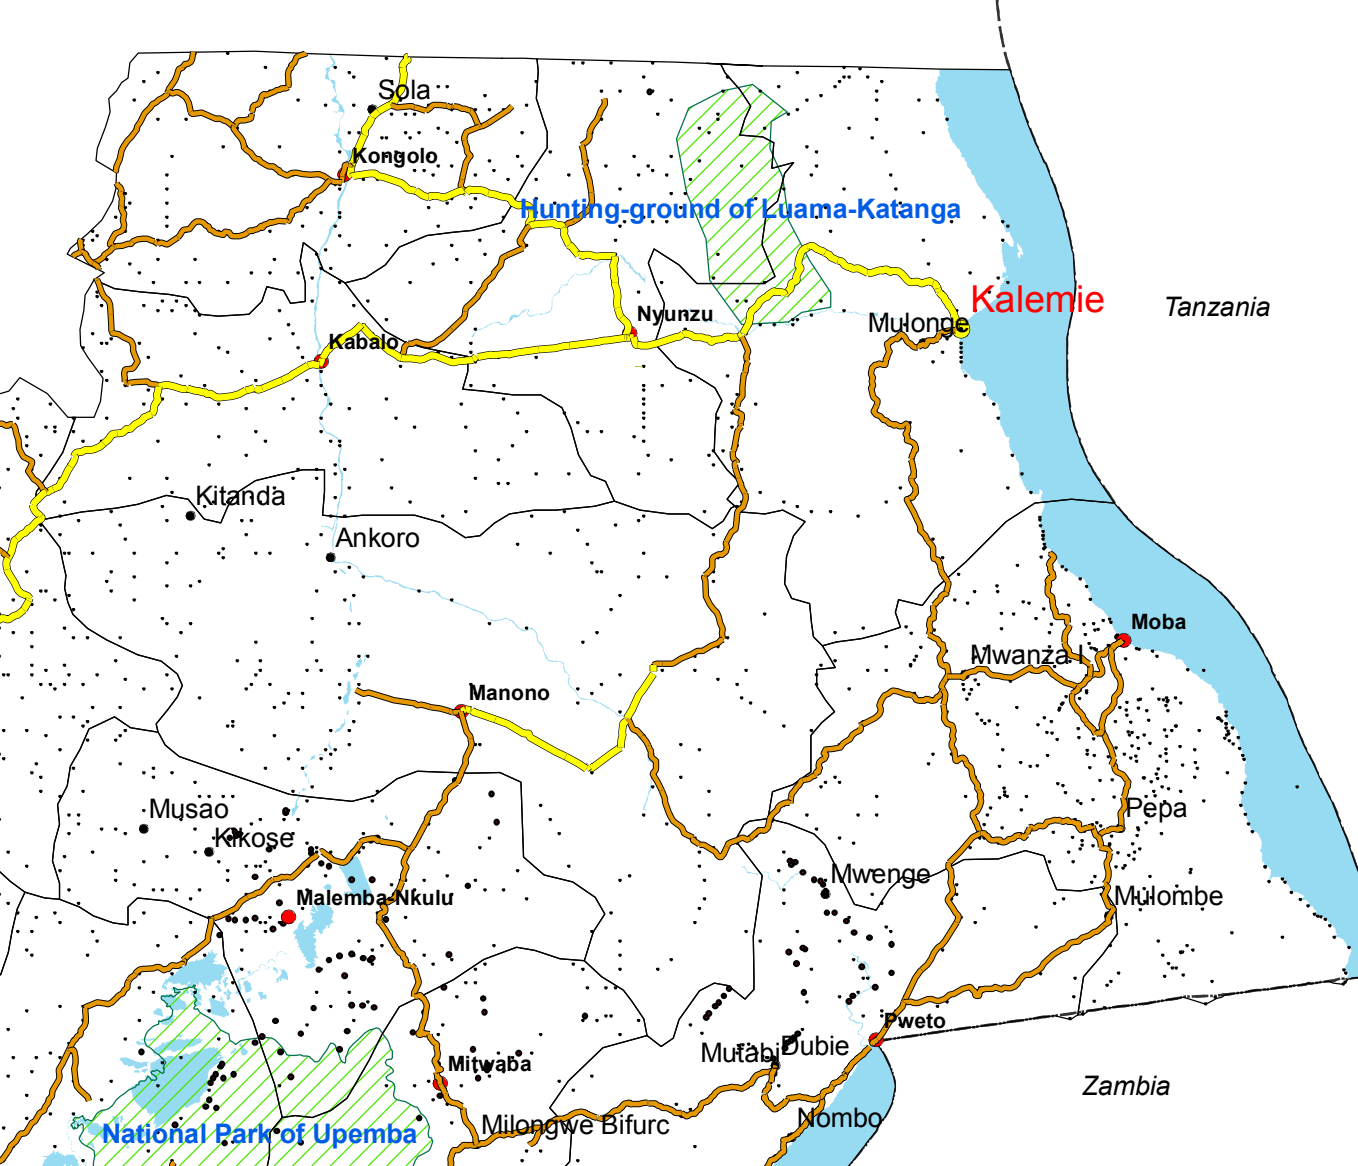 Sola
Kongolo
Hunting-ground of Luama-Katanga
Kalemie
Tanzania
Nyunzu
Mulonge
Kabalo
Kitanda
Ankoro
Moba
Mwanza I
Manono
Musao
Pepa
Kikose
Mwenge
Malemba-Nkulu
Mulombe
Pweto
Mutabi
Dubie
Mitwaba
Zambia
Nombo
Milongwe Bifurc
National Park of Upemba